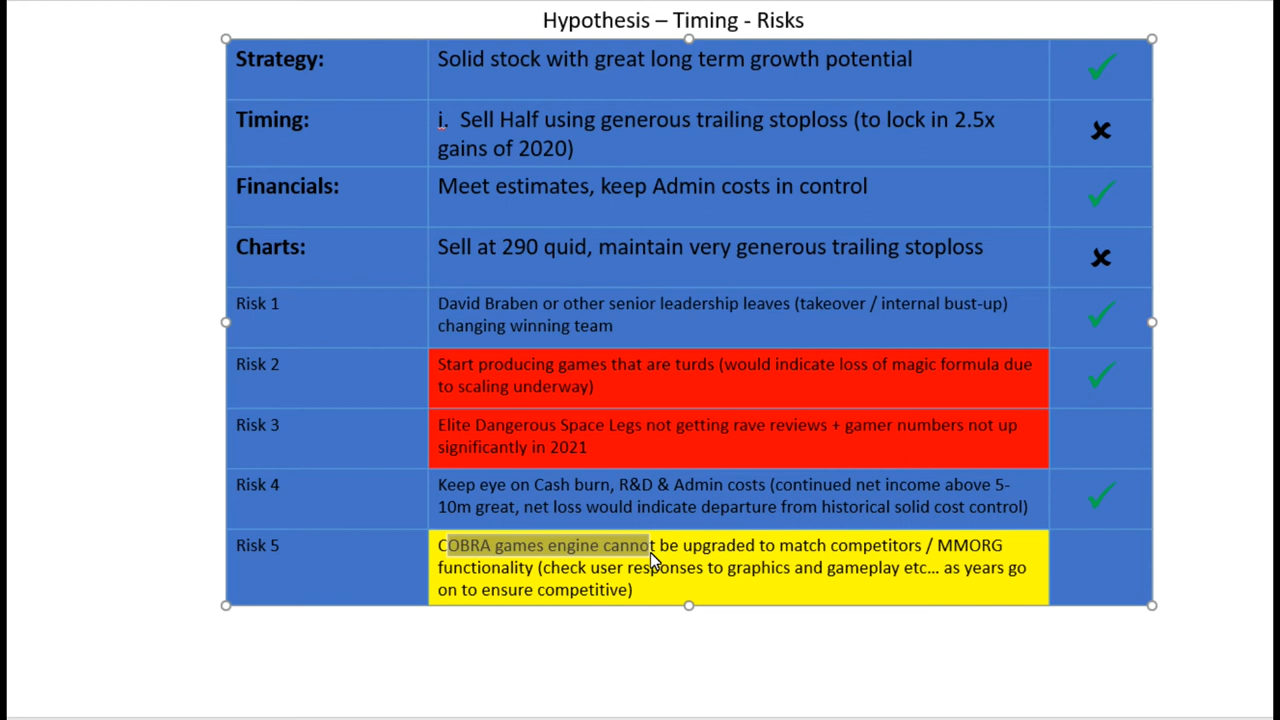 Hypothesis – Timing - Risks
Strategy: Solid stock with great long term growth potential
Timing: i. Sell Half using generous trailing stoploss (to lock in 2.5x
gains of 2020)
Financials: Meet estimates, keep Admin costs in control
Charts: Sell at 290 quid, maintain very generous trailing stoploss
Risk 1 David Braben or other senior leadership leaves (takeover / internal bust-up)
changing winning team
Risk 2 Start producing games that are turds (would indicate loss of magic formula due
to scaling underway)
Risk 3 Elite Dangerous Space Legs not getting rave reviews + gamer numbers not up
significantly in 2021
Risk 4 Keep eye on Cash burn, R&D & Admin costs (continued net income above 5-
10m great, net loss would indicate departure from historical solid cost control)
Risk 5 COBRA games engine cannot be upgraded to match competitors / MMORG
functionality (check user responses to graphics and gameplay etc… as years go
on to ensure competitive)